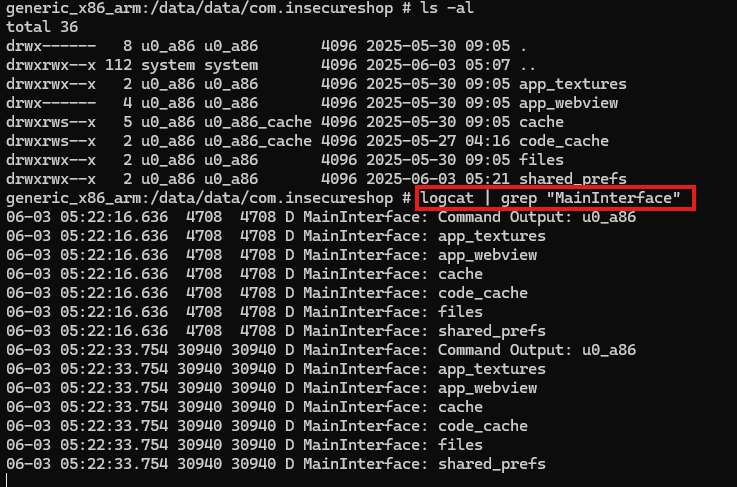 generic_x86_arm:/data/data/com.insecureshop # ls -al
total 36
drwx------   8 u0_a86 u0_a86       4096 2025-05-30 09:05 .
drwxrwx--x 112 system system       4096 2025-06-03 05:07 ..
drwxrwx--x   2 u0_a86 u0_a86       4096 2025-05-30 09:05 app_textures
drwx------   4 u0_a86 u0_a86       4096 2025-05-30 09:05 app_webview
drwxrws--x   5 u0_a86 u0_a86_cache 4096 2025-05-30 09:05 cache
drwxrws--x   2 u0_a86 u0_a86_cache 4096 2025-05-27 04:16 code_cache
drwxrwx--x   2 u0_a86 u0_a86       4096 2025-05-30 09:05 files
drwxrwx--x   2 u0_a86 u0_a86       4096 2025-06-03 05:21 shared_prefs
generic_x86_arm:/data/data/com.insecureshop # logcat | grep "MainInterface"
06-03 05:22:16.636  4708  4708 D MainInterface: Command Output: u0_a86
06-03 05:22:16.636  4708  4708 D MainInterface: app_textures
06-03 05:22:16.636  4708  4708 D MainInterface: app_webview
06-03 05:22:16.636  4708  4708 D MainInterface: cache
06-03 05:22:16.636  4708  4708 D MainInterface: code_cache
06-03 05:22:16.636  4708  4708 D MainInterface: files
06-03 05:22:16.636  4708  4708 D MainInterface: shared_prefs
06-03 05:22:33.754 30940 30940 D MainInterface: Command Output: u0_a86
06-03 05:22:33.754 30940 30940 D MainInterface: app_textures
06-03 05:22:33.754 30940 30940 D MainInterface: app_webview
06-03 05:22:33.754 30940 30940 D MainInterface: cache
06-03 05:22:33.754 30940 30940 D MainInterface: code_cache
06-03 05:22:33.754 30940 30940 D MainInterface: files
06-03 05:22:33.754 30940 30940 D MainInterface: shared_prefs